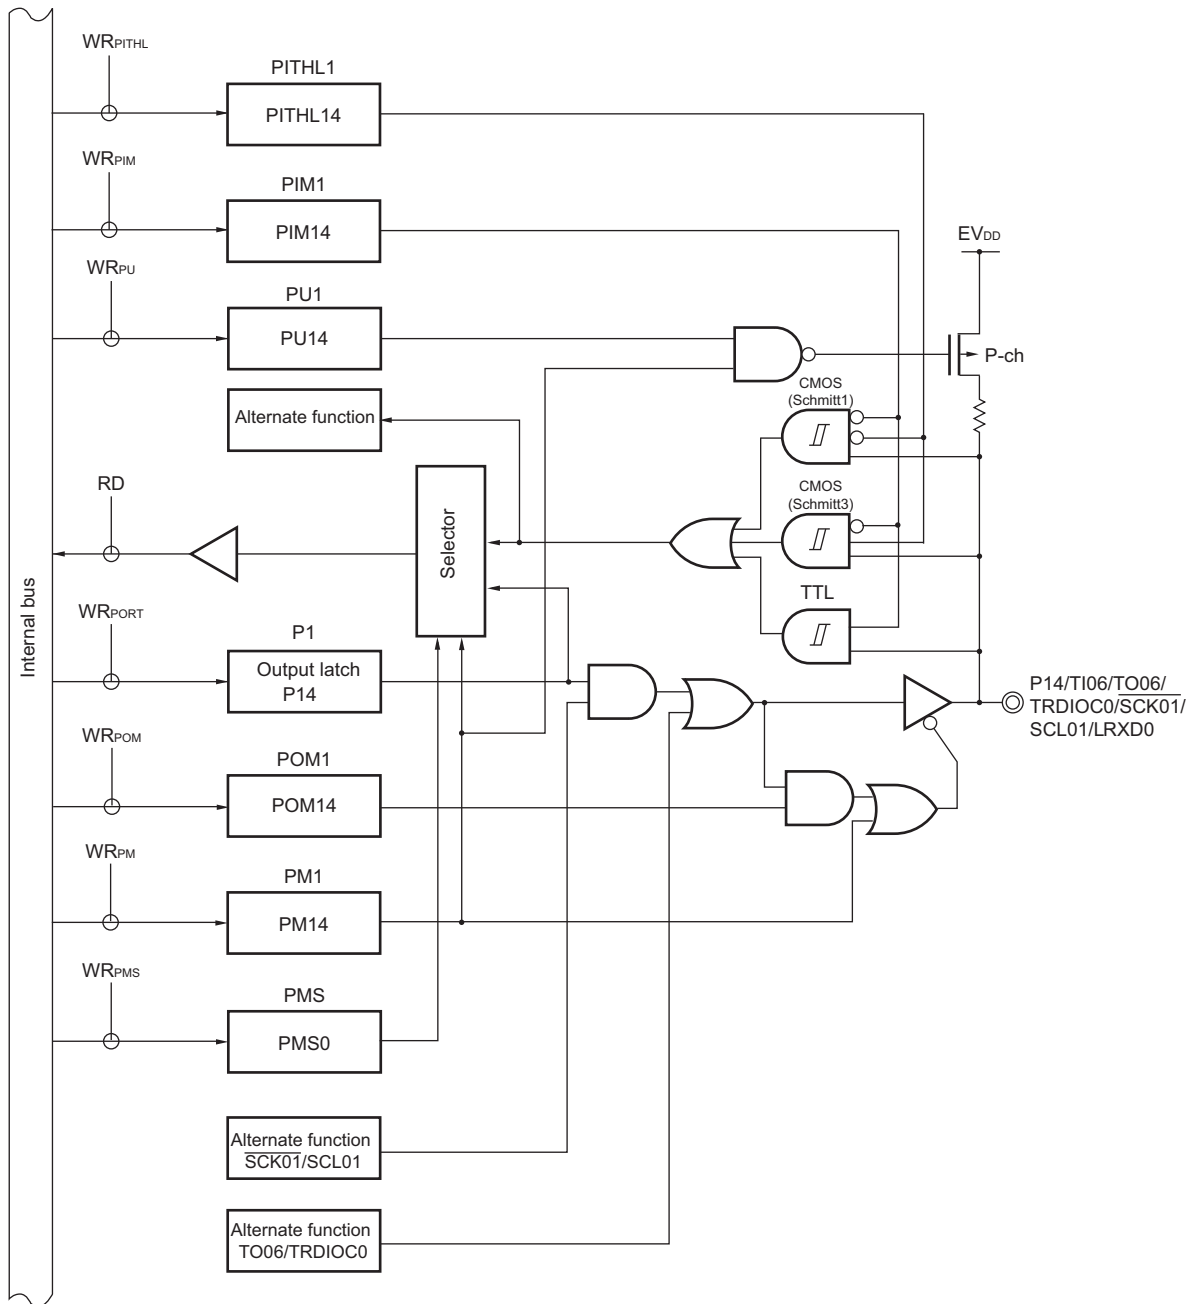 WRPITHL
PITHL1
PITHL14
WRPIM
PIM1
PIM14
EVDD
WRPU
PU1
PU14
P-ch
CMOS
(Schmitt1)
Alternate function
RD
Selector
CMOS
(Schmitt3)
TTL
Internal bus
WRPORT
P1
Output latch
P14
P14/TI06/TO06/
TRDIOC0/SCK01/
SCL01/LRXD0
WRPOM
POM1
POM14
WRPM
PM1
PM14
WRPMS
PMS
PMS0
Alternate function
SCK01/SCL01
Alternate function
TO06/TRDIOC0